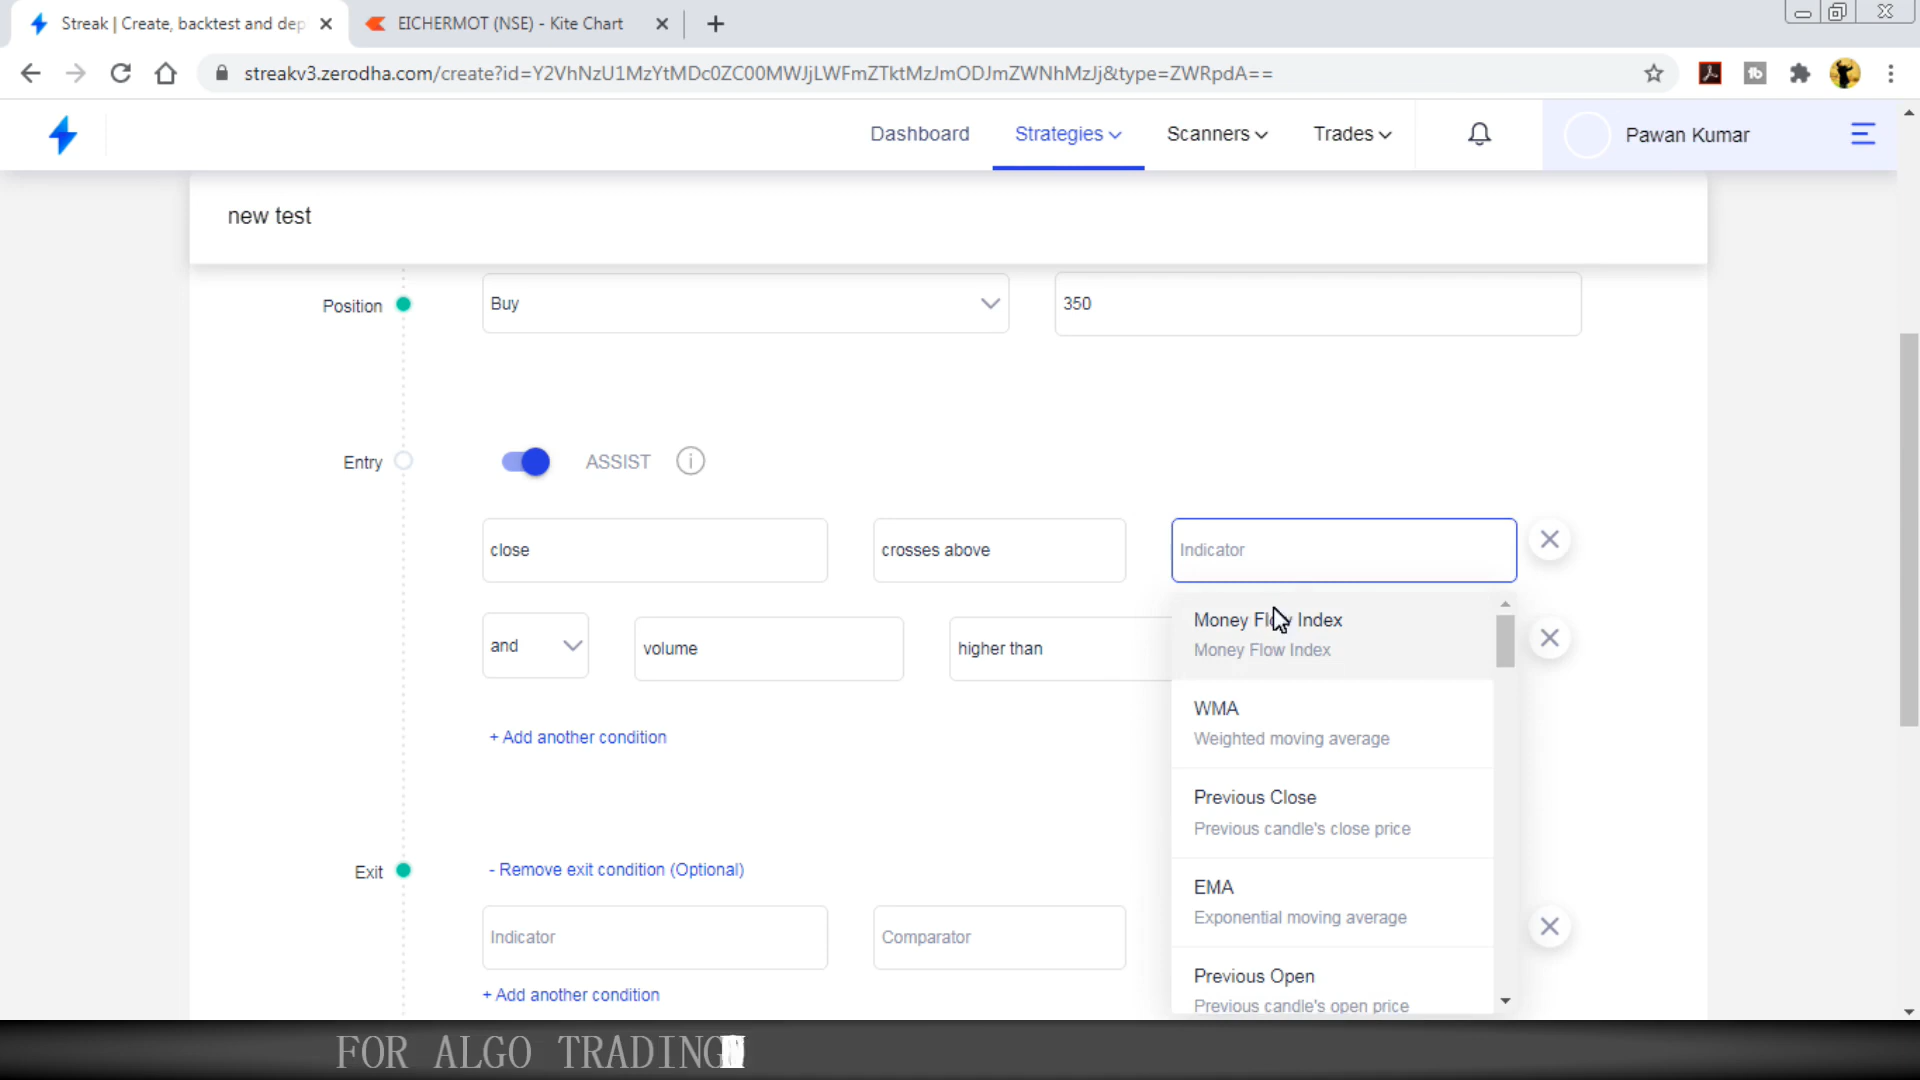 Streak | Create, backtest and dep
EICHERMOT (NSE) - Kite Chart
streakv3.zerodha.com/create?id=Y2VhNzU1MzYtMDc0ZC00MWJjLWFmZTktMzJmODJmZWNhMzJj&type=ZWRpdA==
Dashboard
Strategies
Scanners
Trades
Pawan Kumar
new test
Position
Buy
350
Entry
ASSIST
close
crosses above
Indicator
and
volume
higher than
Money Flow Index
Money Flow Index
WMA
Weighted moving average
+ Add another condition
Previous Close
Previous candle's close price
Exit
- Remove exit condition (Optional)
EMA
Exponential moving average
Indicator
Comparator
Previous Open
Previous candle's open price
+ Add another condition
FOR ALGO TRADING